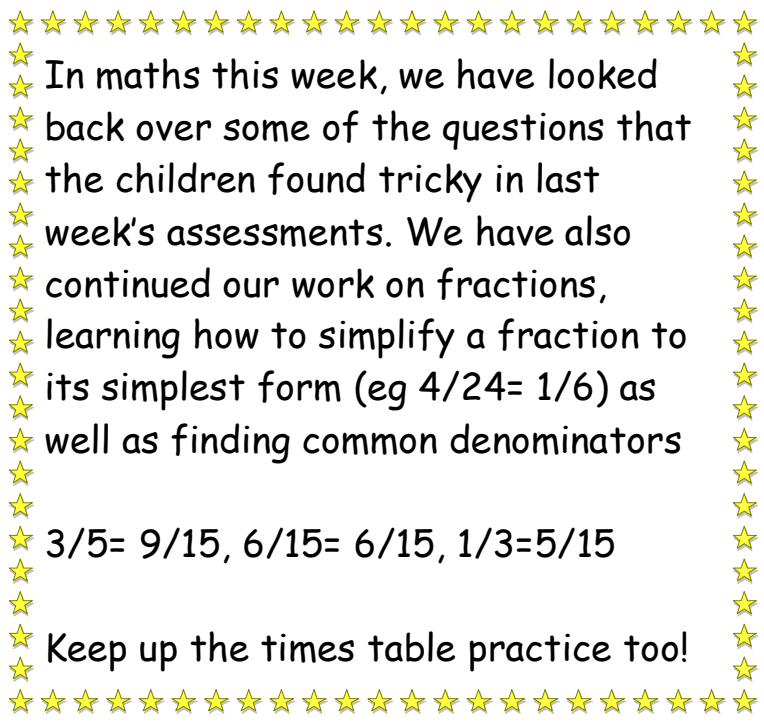 In maths this week, we have looked
back over some of the questions that
the children found tricky in last
week's assessments. We have also
continued our work on fractions,
learning how to simplify a fraction to
its simplest form (eg 4/24= 1/6) as
well as finding common denominators
3/5= 9/15, 6/15= 6/15, 1/3=5/15
Keep up the times table practice too!